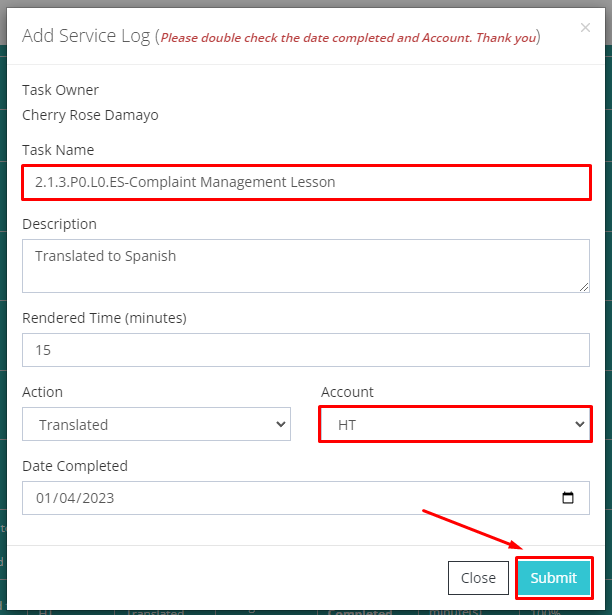 Add Service Log (Please double check the date completed and Account. Thank you)
×
Task Owner
Cherry Rose Damayo
Task Name
2.1.3.P0.L0.ES-Complaint Management Lesson
Description
Translated to Spanish
Rendered Time (minutes)
15
Action
Account
Translated
HT
Date Completed
01/04/2023
Close
Submit